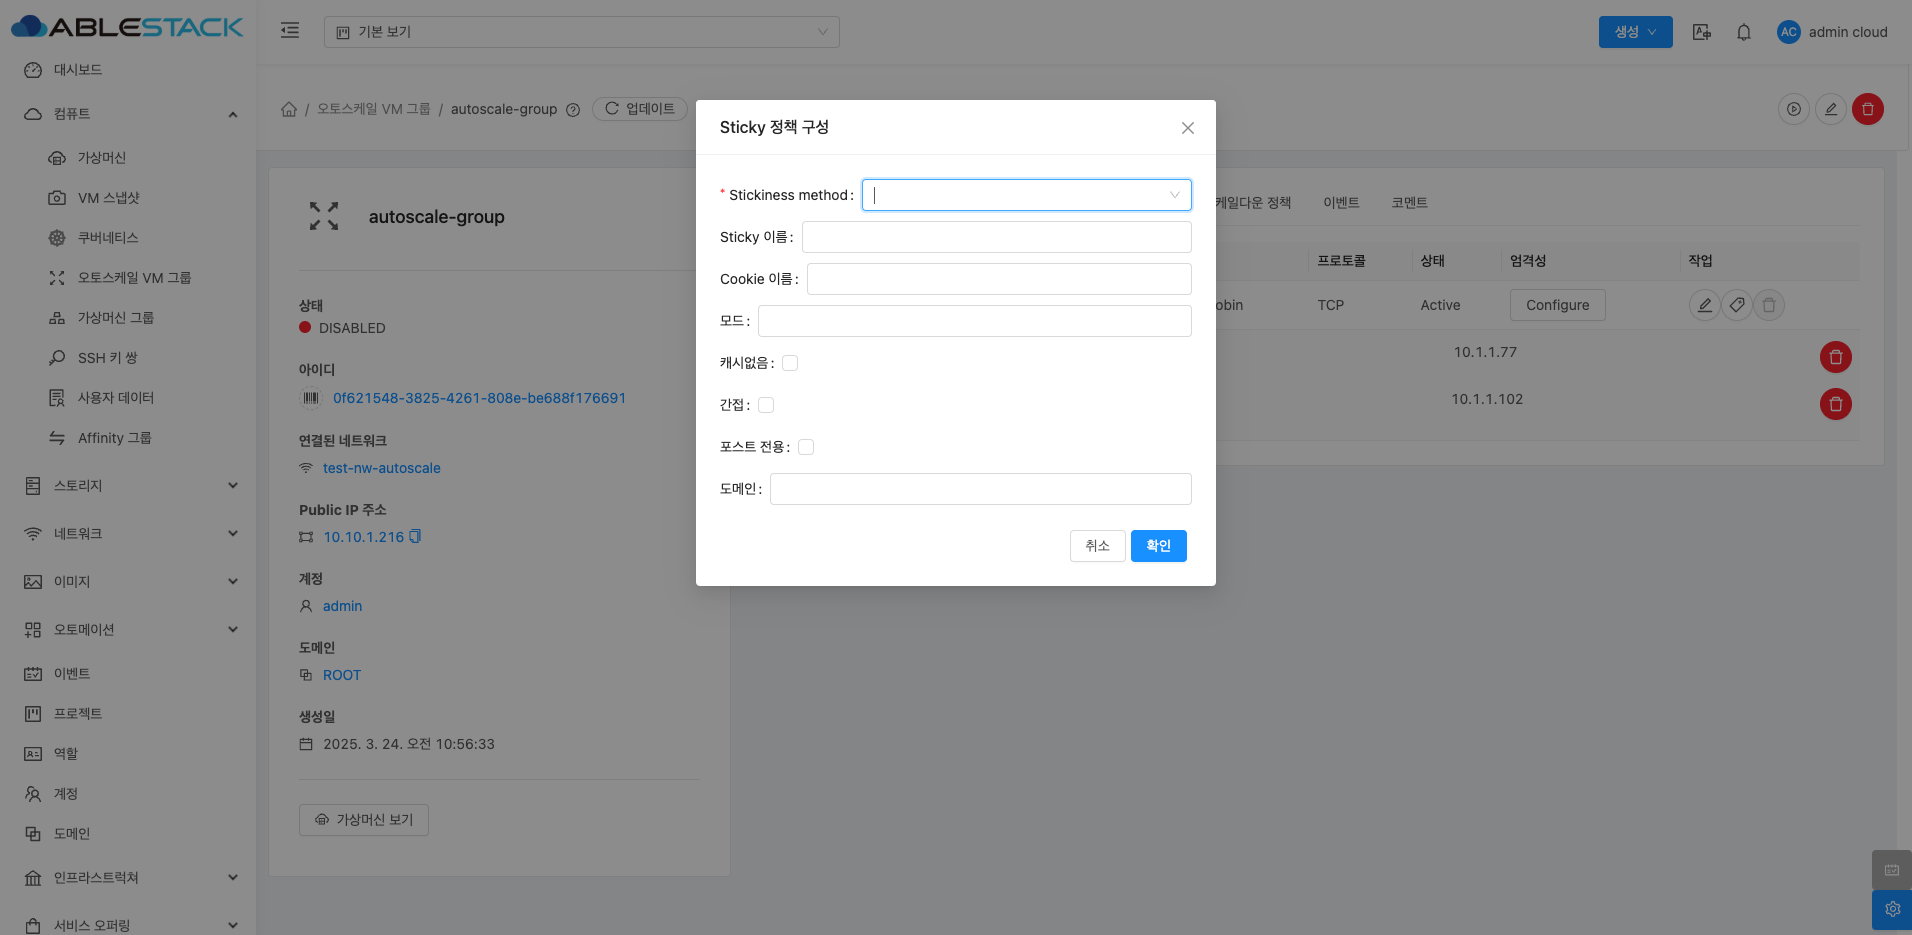 ABLESTACK
기본 보기
생성
AC
admin cloud
대시보드
컴퓨트
가상머신
VM 스냅샷
쿠버네티스
오토스케일 VM 그룹
가상머신 그룹
SSH 키 쌍
사용자 데이터
Affinity 그룹
스토리지
네트워크
이미지
오토메이션
이벤트
프로젝트
역할
계정
도메인
인프라스트럭쳐
서비스 오퍼링
/ 오토스케일 VM 그룹 / autoscale-group
업데이트
autoscale-group
상태
DISABLED
아이디
0f621548-3825-4261-808e-be688f176691
연결된 네트워크
test-nw-autoscale
Public IP 주소
10.10.1.216
계정
admin
도메인
ROOT
생성일
2025. 3. 24. 오전 10:56:33
가상머신 보기
Sticky 정책 구성
* Stickiness method :
Sticky 이름 :
Cookie 이름 :
모드 :
캐시없음 :
간접 :
포스트 전용 :
도메인 :
취소
확인
케일다운 정책 이벤트 코멘트
프로토콜 상태 엄격성 작업
obin TCP Active Configure
10.1.1.77
10.1.1.102